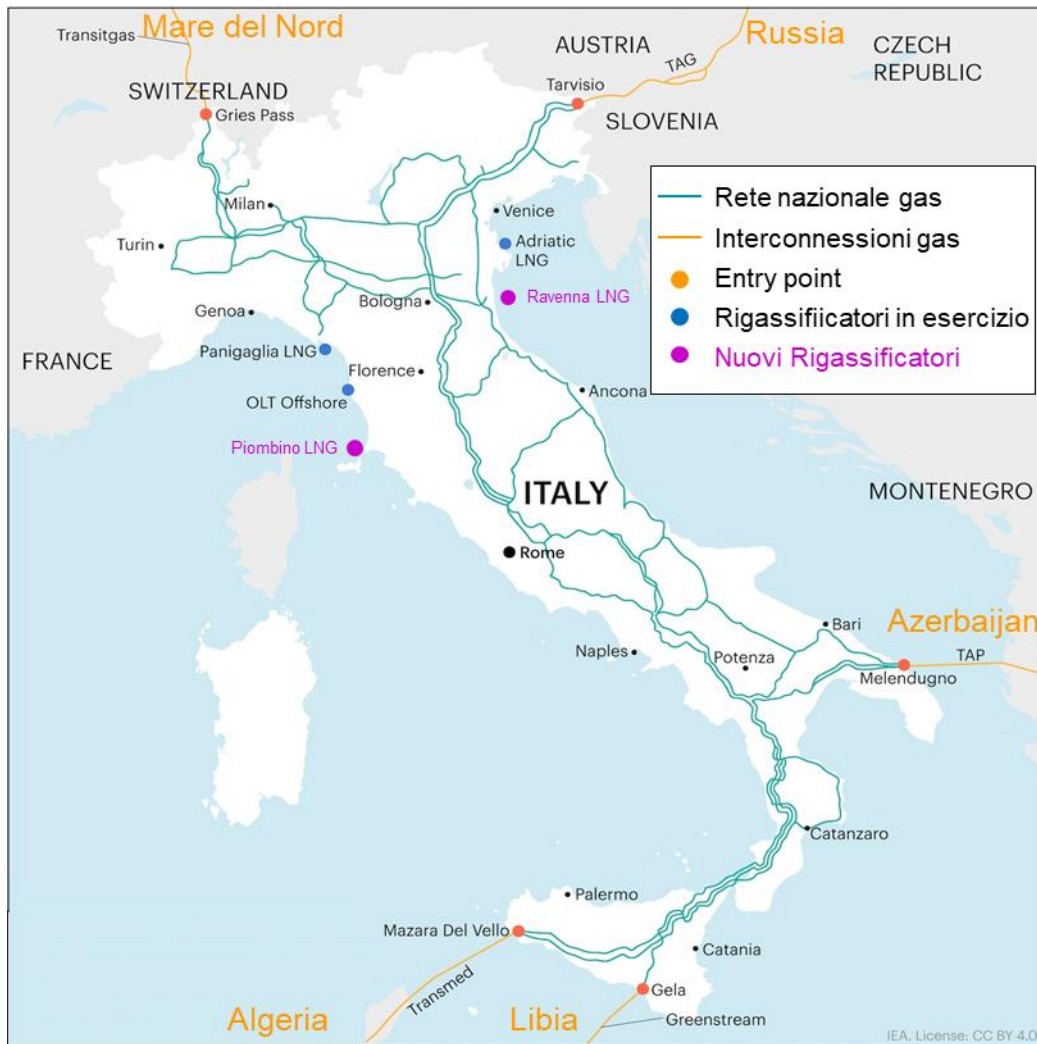 Mare del Nord
Transitgas
Russia
AUSTRIA
CZECH
REPUBLIC
TAG
Tarvisio
SWITZERLAND
Gries Pass
SLOVENIA
Milan
Venice
Turin
Adriatic
LNG
Ravenna LNG
Bologna
Genoa
Panigaglia LNG
FRANCE
Florence
OLT Offshore
Ancona
Piombino LNG
Rete nazionale gas
Interconnessioni gas
Entry point
Rigassifiicatori in esercizio
Nuovi Rigassificatori
ITALY
MONTENEGRO
Rome
Naples
Potenza
Bari
Azerbaijan
TAP
Melendugno
Catanzaro
Palermo
Mazara Del Vello
Catania
Transmed
Gela
Algeria
Libia
Greenstream
IEA. License: CC BY 4.0